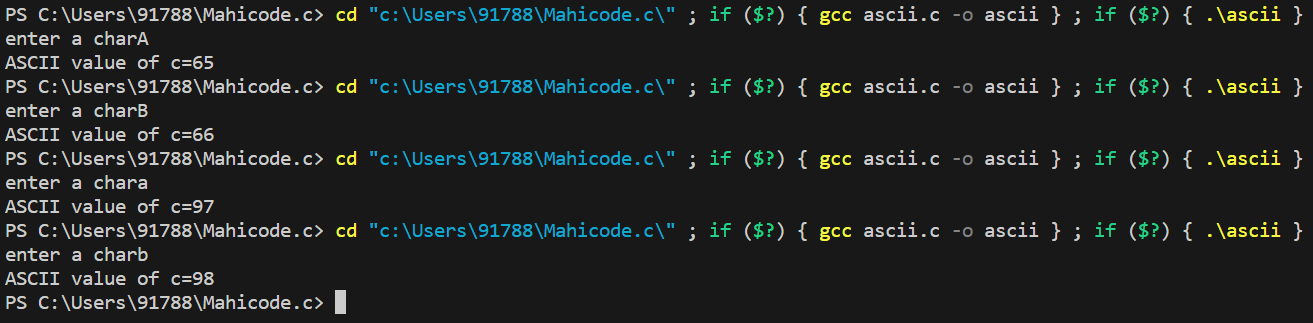 PS C:\Users\91788\Mahicode.c> cd "c:\Users\91788\Mahicode.c\" ; if ($?) { gcc ascii.c -o ascii } ; if ($?) { .\ascii }
enter a charA
ASCII value of c=65
PS C:\Users\91788\Mahicode.c> cd "c:\Users\91788\Mahicode.c\" ; if ($?) { gcc ascii.c -o ascii } ; if ($?) { .\ascii }
enter a charB
ASCII value of c=66
PS C:\Users\91788\Mahicode.c> cd "c:\Users\91788\Mahicode.c\" ; if ($?) { gcc ascii.c -o ascii } ; if ($?) { .\ascii }
enter a chara
ASCII value of c=97
PS C:\Users\91788\Mahicode.c> cd "c:\Users\91788\Mahicode.c\" ; if ($?) { gcc ascii.c -o ascii } ; if ($?) { .\ascii }
enter a charb
ASCII value of c=98
PS C:\Users\91788\Mahicode.c>